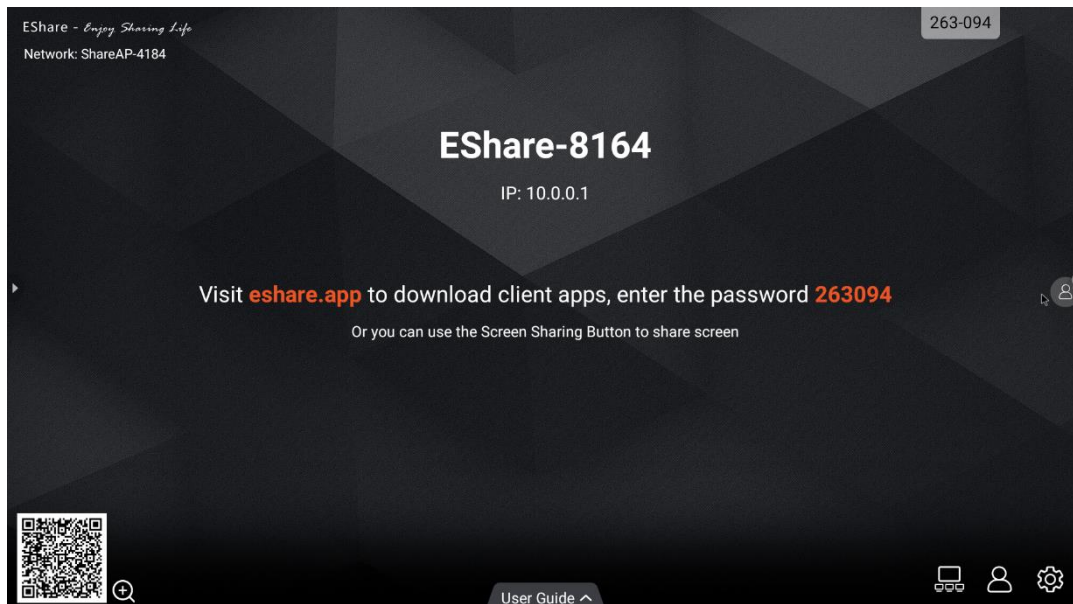 EShare - Enjoy Sharing Life
263-094
Network: ShareAP-4184
EShare-8164
IP: 10.0.0.1
Visit eshare.app to download client apps, enter the password 263094
Or you can use the Screen Sharing Button to share screen
User Guide